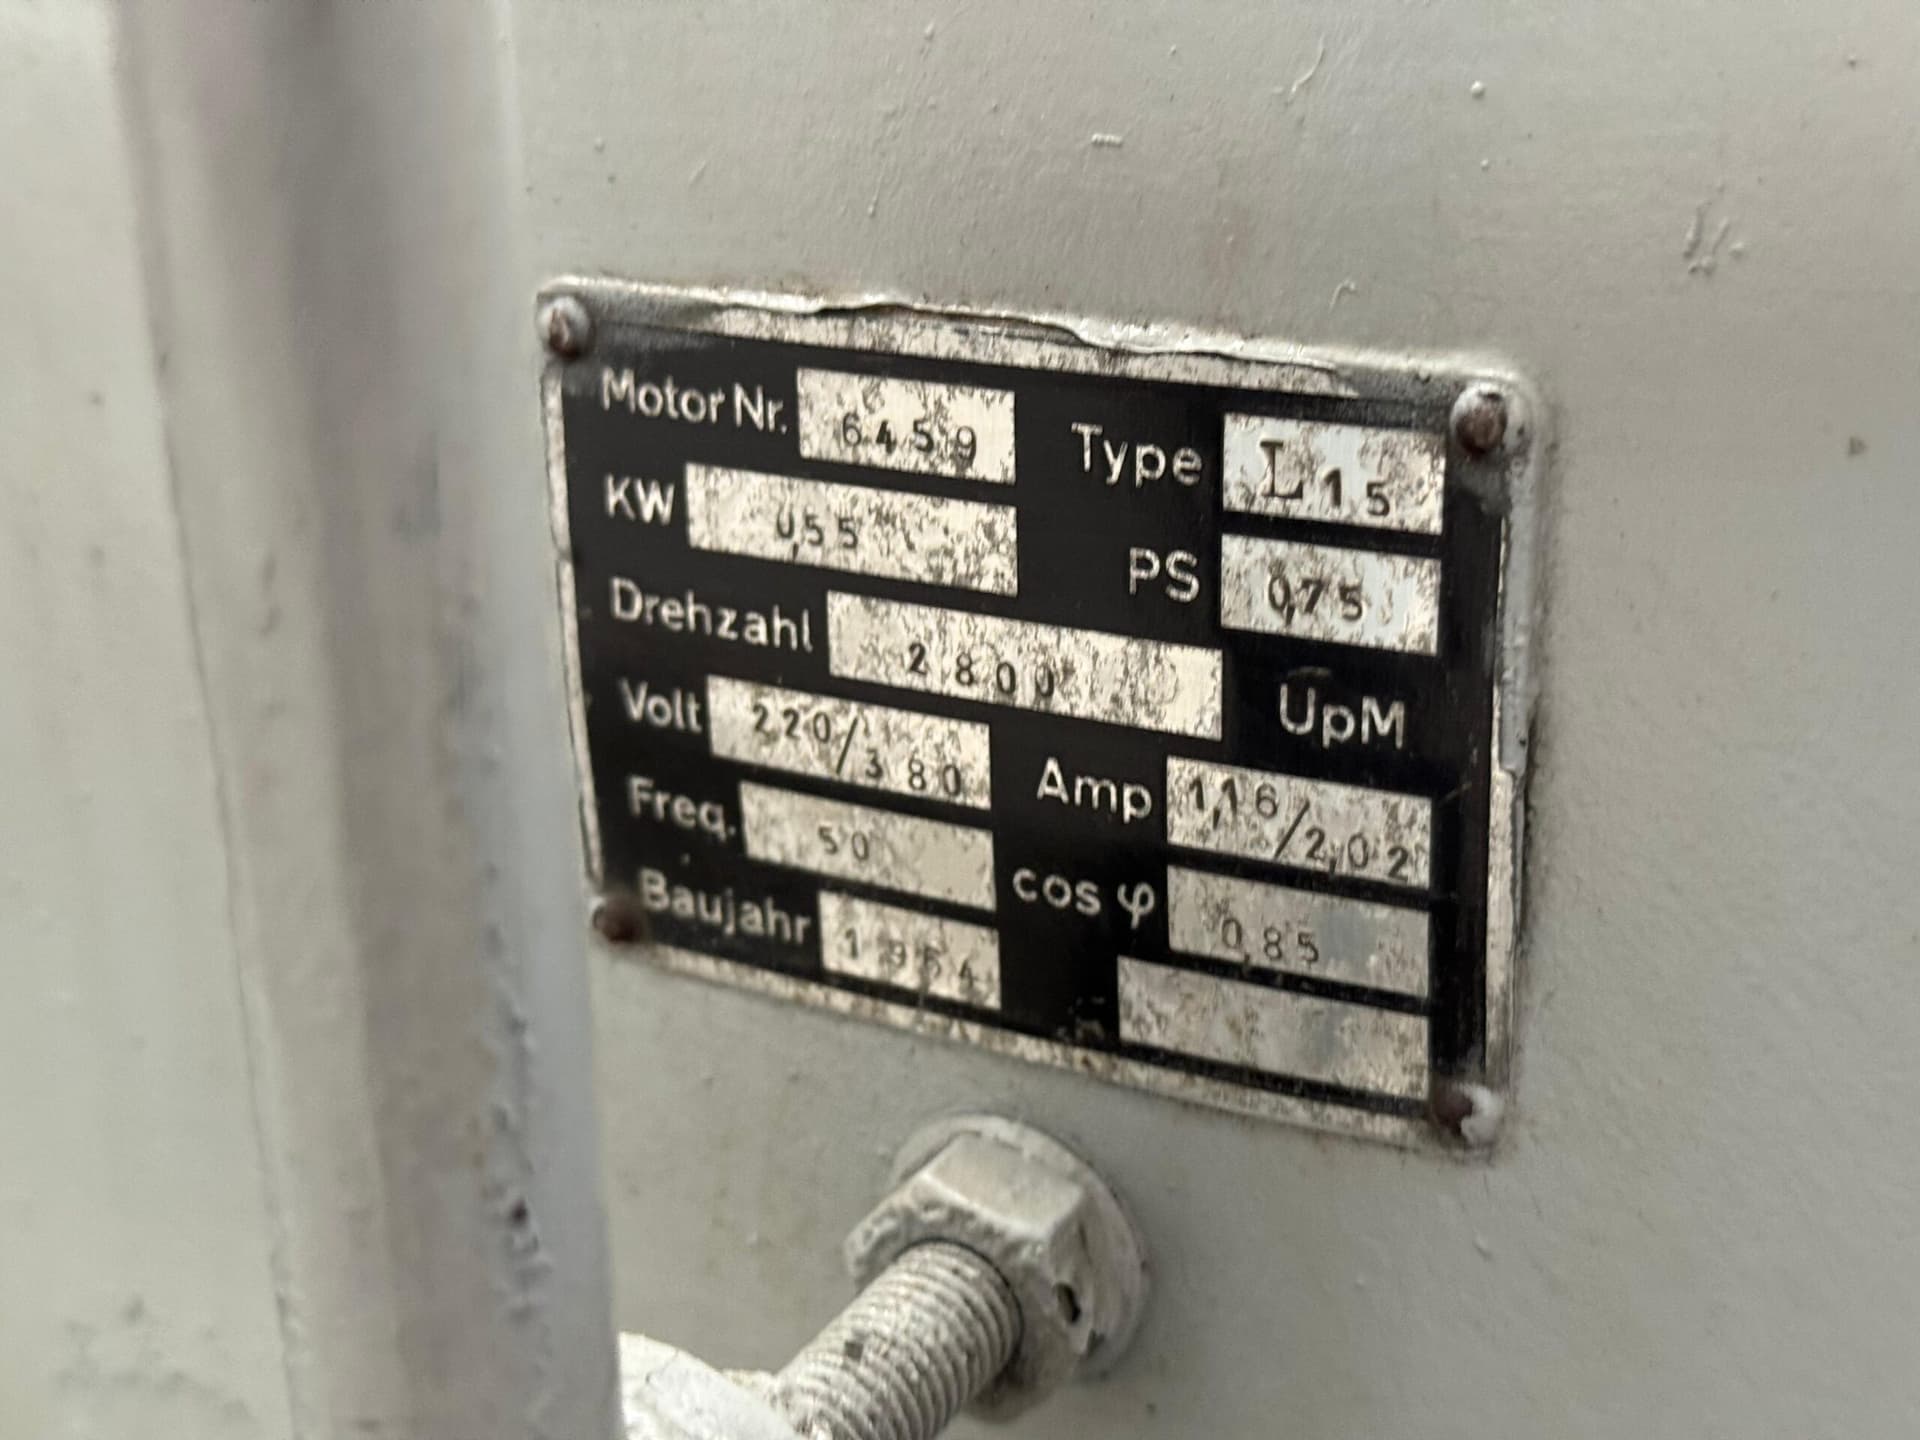 Motor Nr. 6459 Type L15
KW 0,55 PS 0,75
Drehzahl 2800 UpM
Volt 220/380 Amp 1,16/2,02
Freq. 50 cos φ 0,85
Baujahr 1964